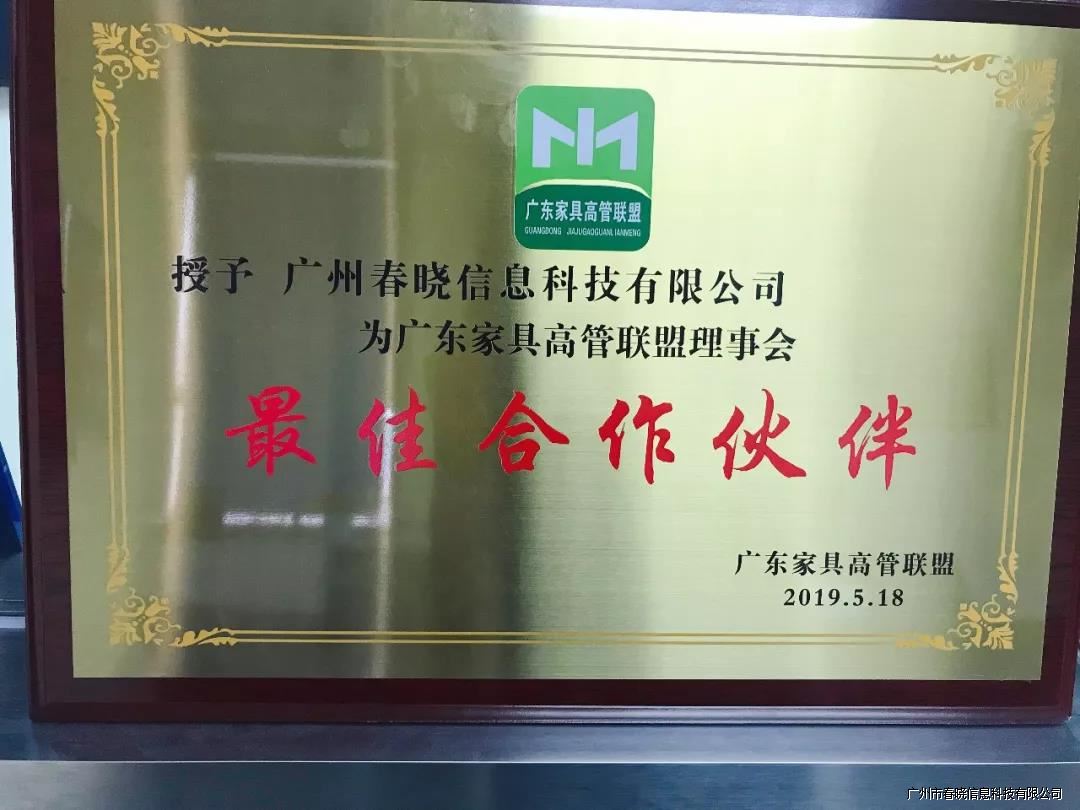 广东家具高管联盟
GUANGDONG JIAJUGAOGUANLIANMENG
授予 广州春晓信息科技有限公司
为广东家具高管联盟理事会
最佳合作伙伴
广东家具高管联盟
2019.5.18
广州市春晓信息科技有限公司